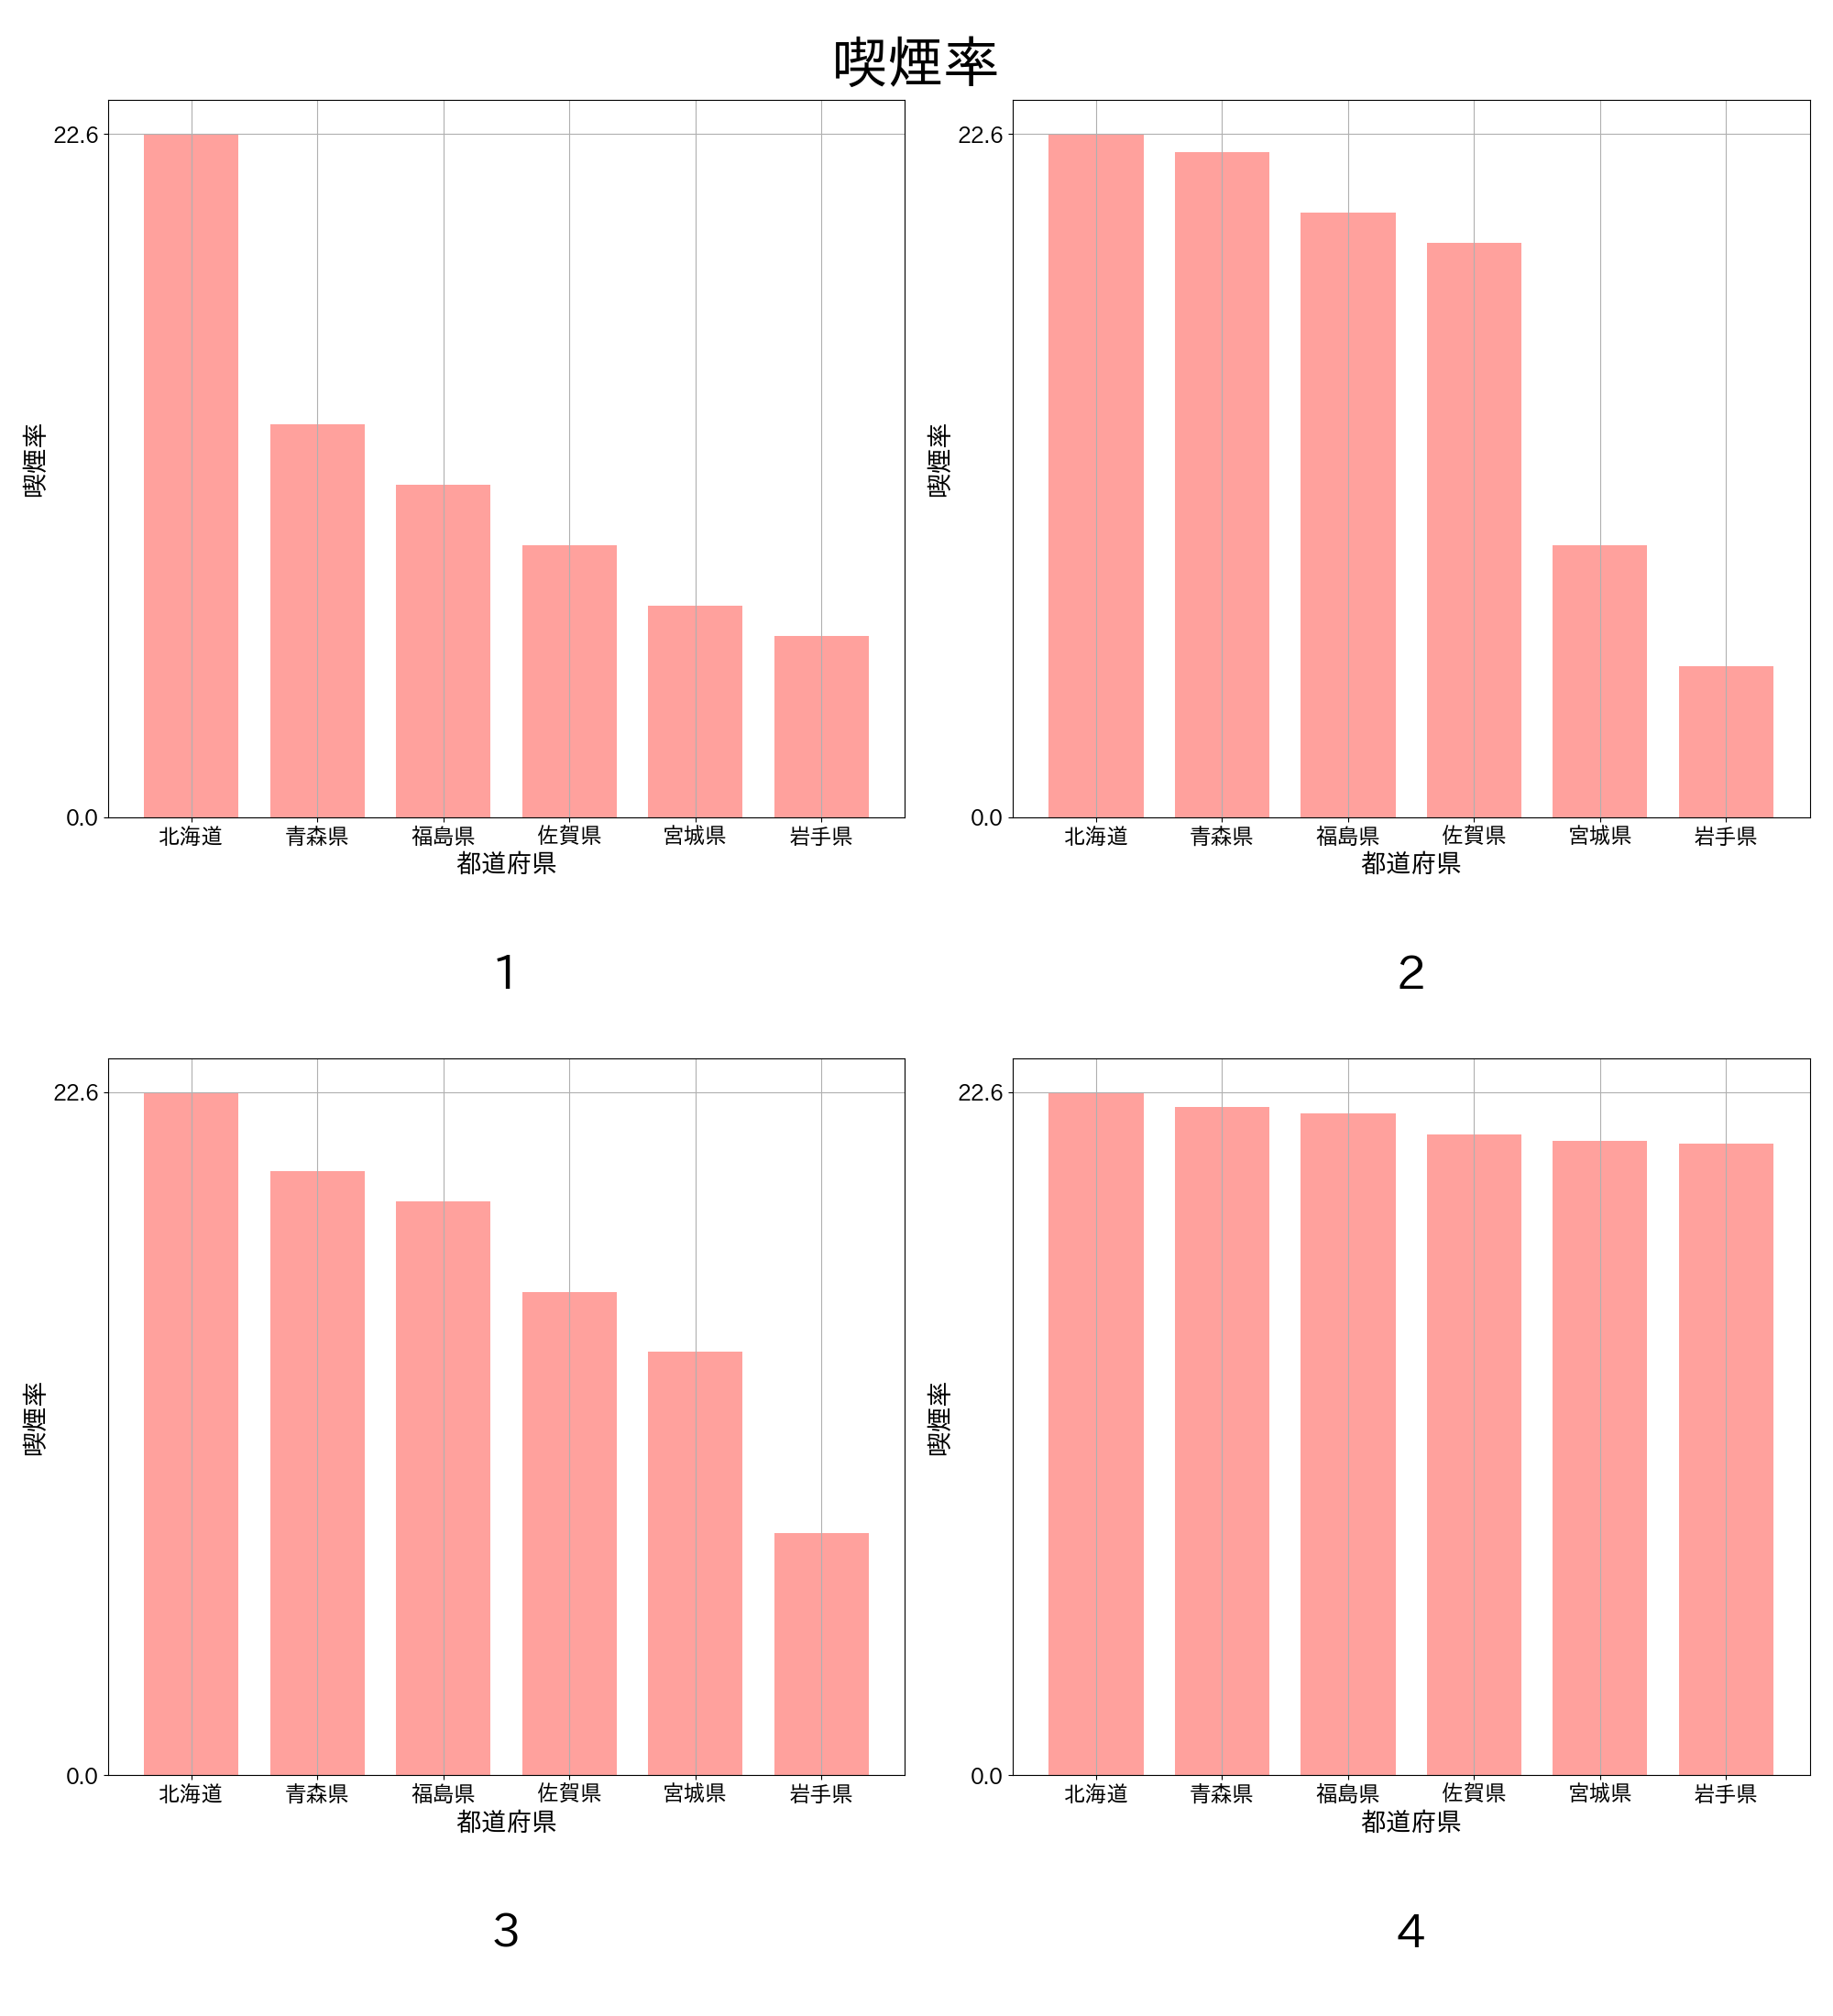 喫煙率
22.6
喫煙率
0.0
北海道 青森県 福島県 佐賀県 宮城県 岩手県
都道府県
1
22.6
喫煙率
0.0
北海道 青森県 福島県 佐賀県 宮城県 岩手県
都道府県
2
22.6
喫煙率
0.0
北海道 青森県 福島県 佐賀県 宮城県 岩手県
都道府県
3
22.6
喫煙率
0.0
北海道 青森県 福島県 佐賀県 宮城県 岩手県
都道府県
4